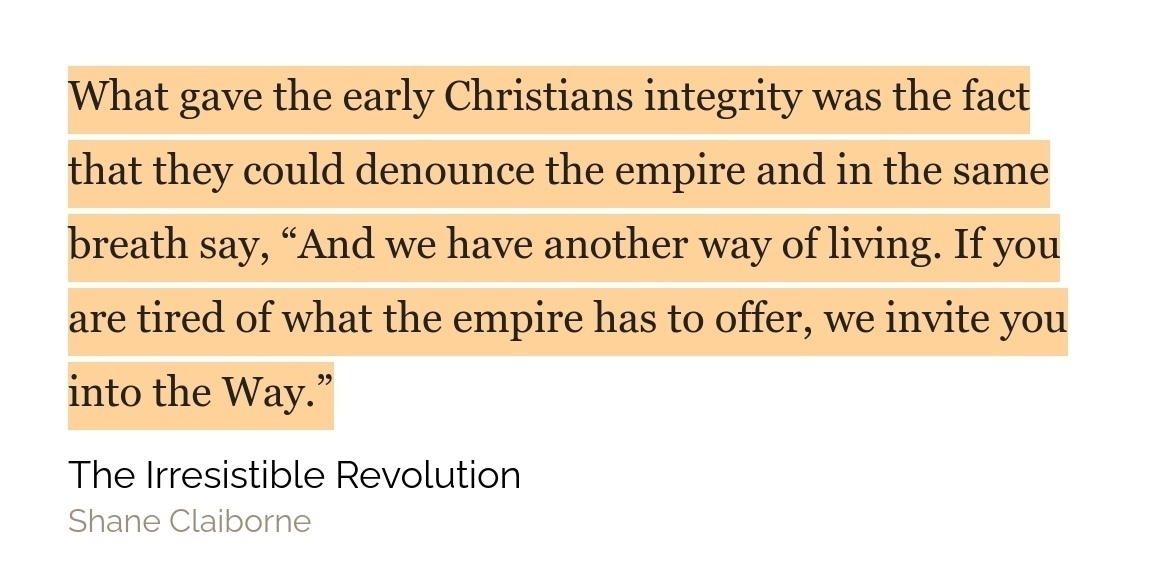 What gave the early Christians integrity was the fact
that they could denounce the empire and in the same
breath say, “And we have another way of living. If you
are tired of what the empire has to offer, we invite you
into the Way.”
The Irresistible Revolution
Shane Claiborne